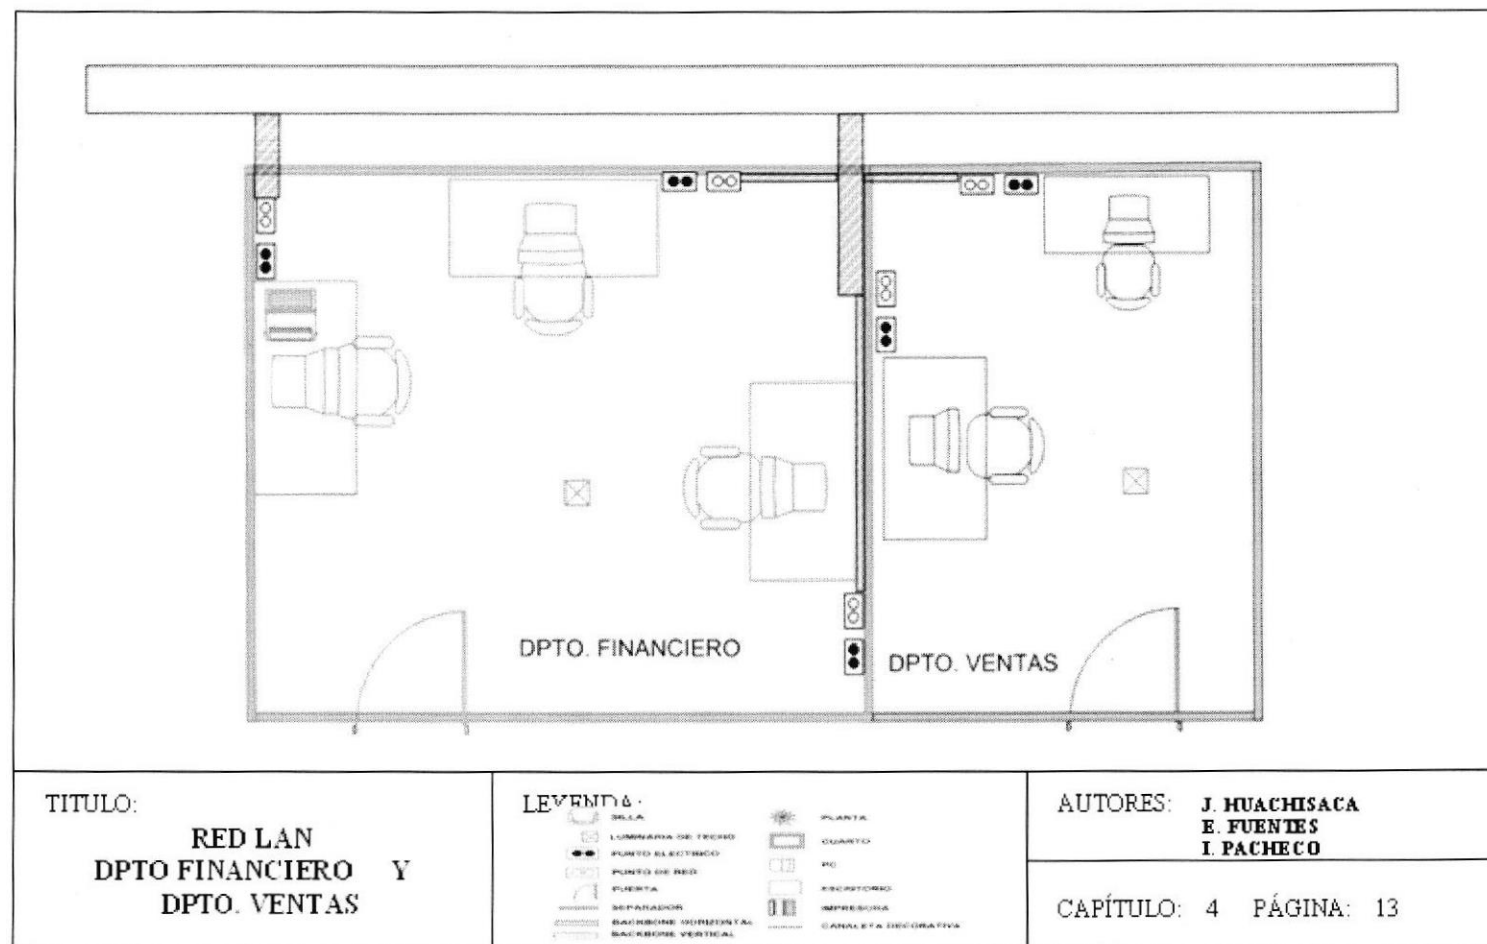 DPTO. FINANCIERO
DPTO. VENTAS
TITULO:
RED LAN
DPTO FINANCIERO Y
DPTO. VENTAS
LEYENDA:
SILLA
LUMINARIA DE TECHO
PUNTO ELECTRICO
PUNTO DE RED
PUERTA
SEPARADOR
BACKBONE HORIZONTAL
BACKBONE VERTICAL
PLANTA
CUARTO
PC
ESCRITORIO
IMPRESORA
CANALETA DECORATIVA
AUTORES: J. HUACHISACA
E. FUENTES
I. PACHECO
CAPÍTULO: 4 PÁGINA: 13